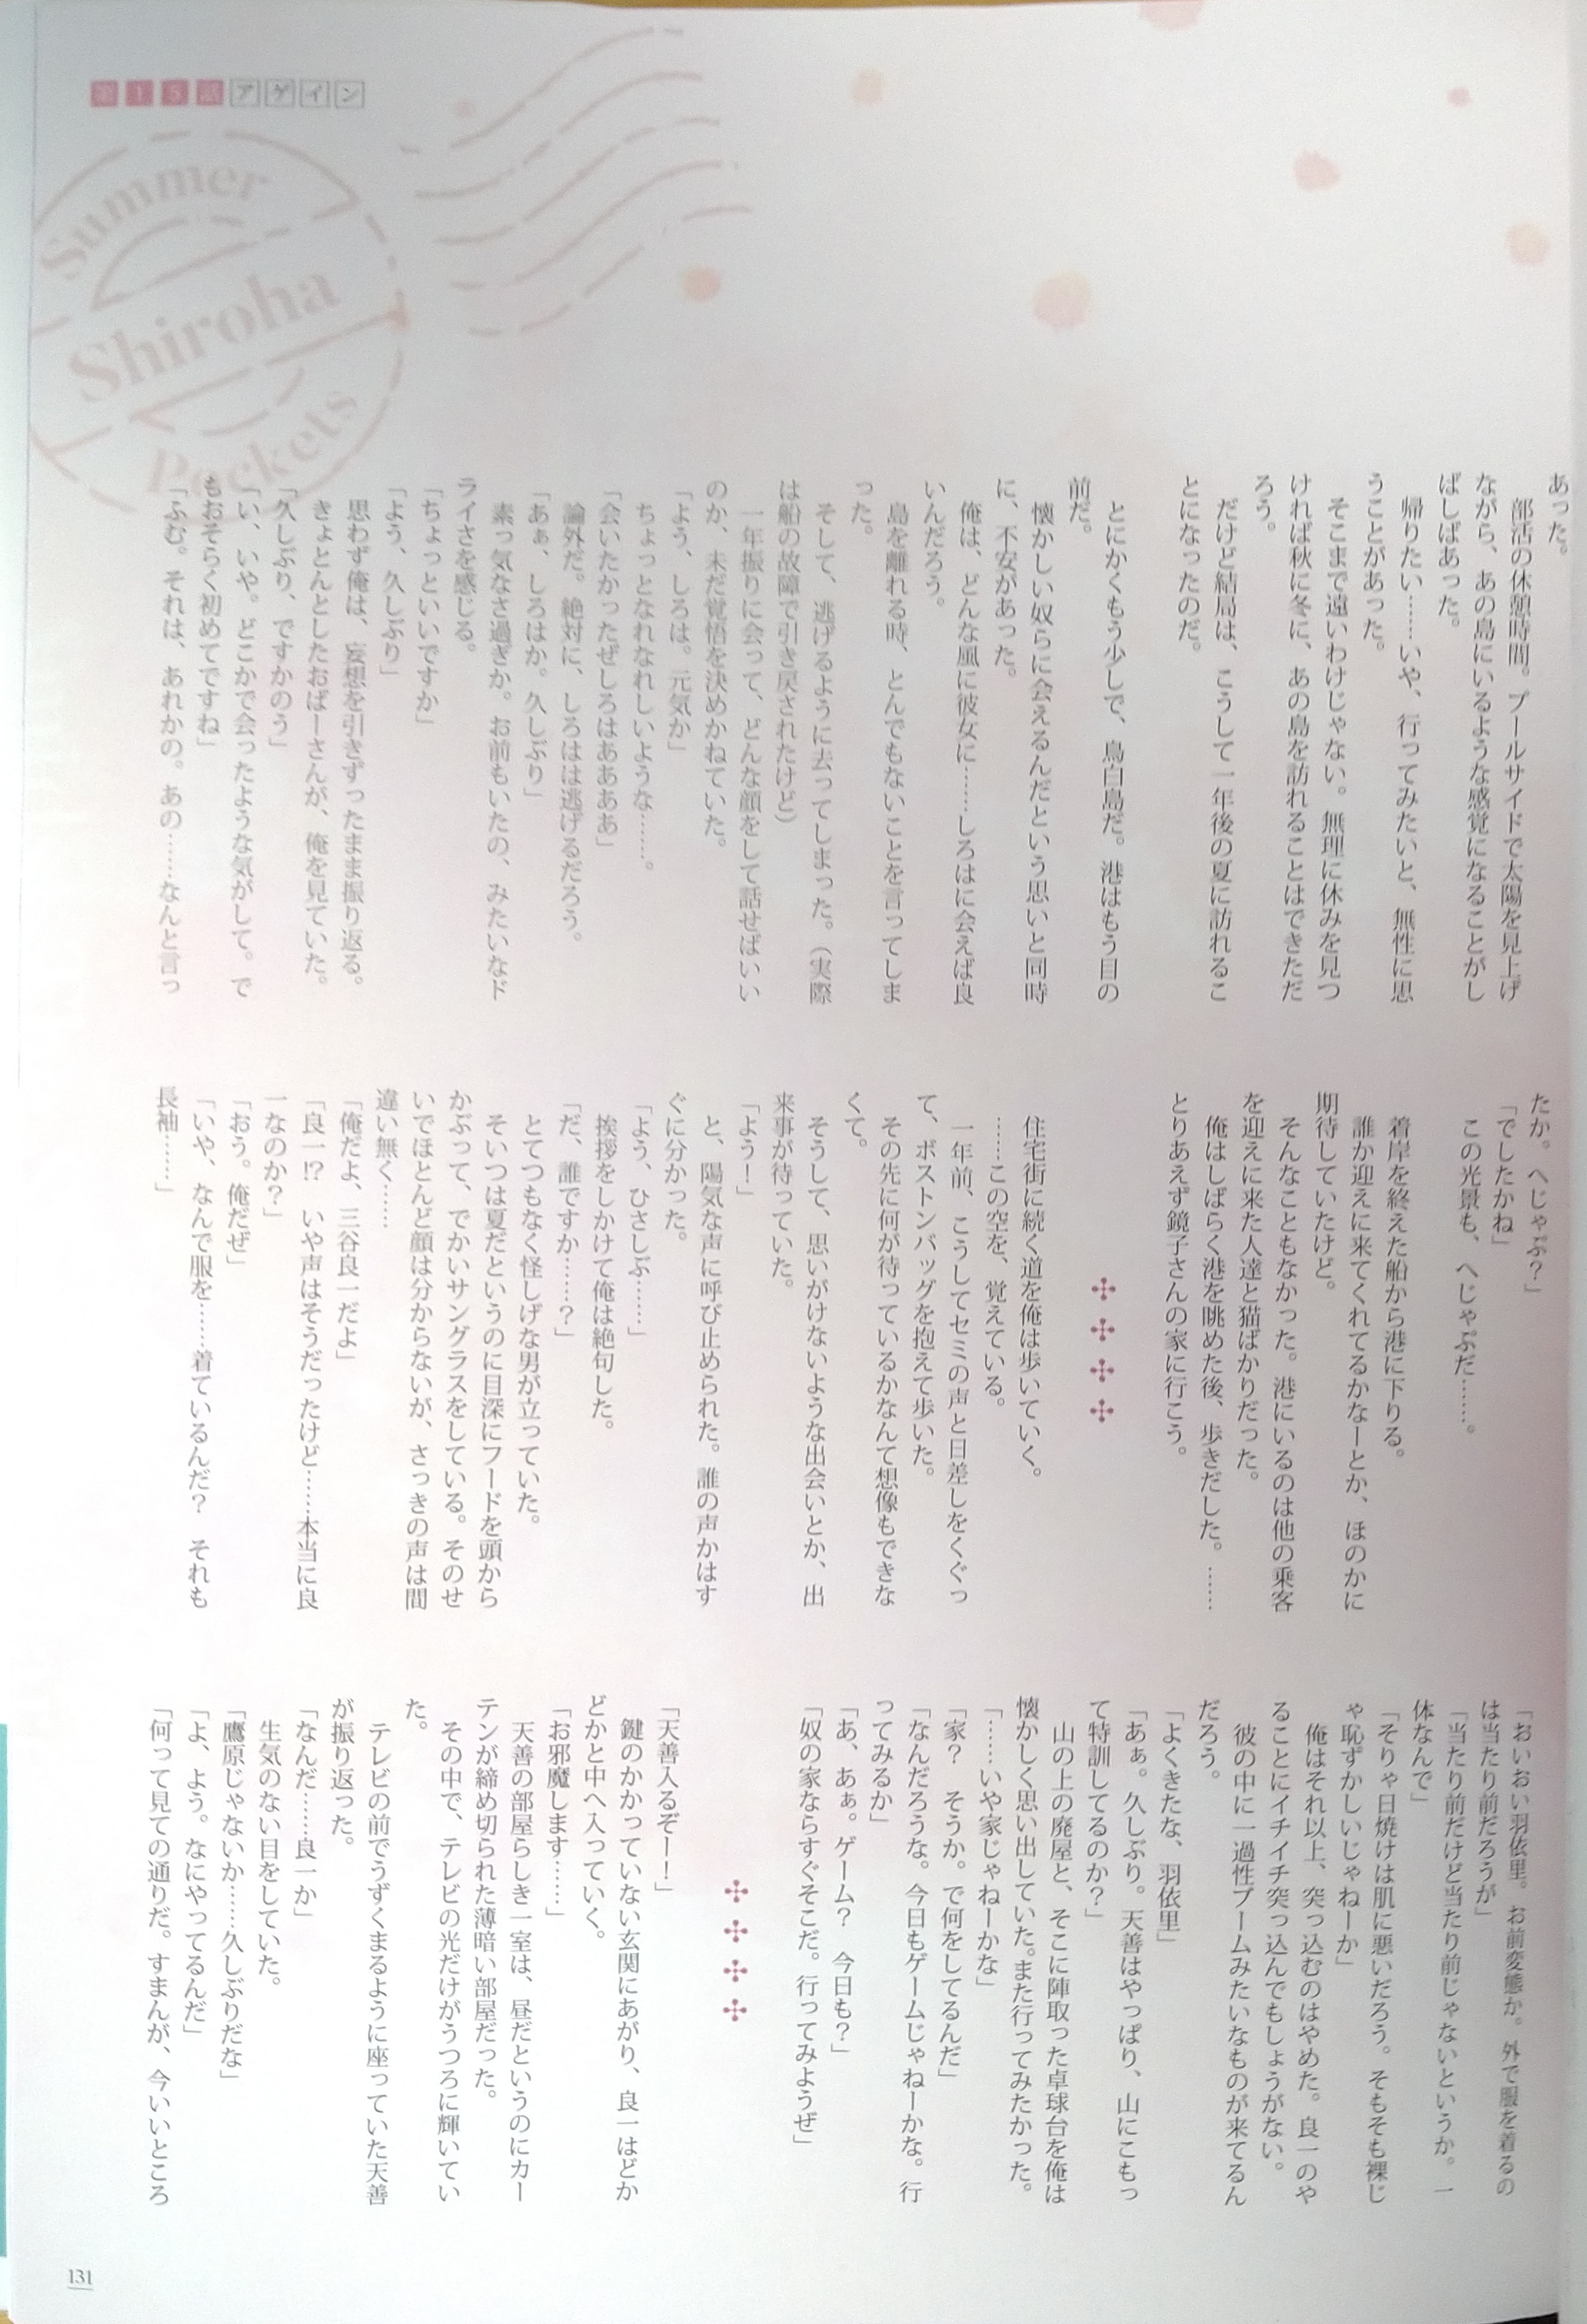 第15話アゲイン
Summer
Shiroha
Pockets
あった。
部活の休憩時間。プールサイドで太陽を見上げ
ながら、あの島にいるような感覚になることがし
ばしばあった。
帰りたい……いや、行ってみたいと、無性に思
うことがあった。
そこまで遠いわけじゃない。無理に休みを見つ
ければ秋に冬に、あの島を訪れることはできただ
ろう。
だけど結局は、こうして一年後の夏に訪れるこ
とになったのだ。
とにかくもう少しで、鳥白島だ。港はもう目の
前だ。
懐かしい奴らに会えるんだという思いと同時
に、不安があった。
俺は、どんな風に彼女に……しろはに会えば良
いんだろう。
島を離れる時、とんでもないことを言ってしま
った。
そして、逃げるように去ってしまった。（実際
は船の故障で引き戻されたけど）
一年振りに会って、どんな顔をして話せばいい
のか、未だ覚悟を決めかねていた。
「よう、しろは。元気か」
ちょっとなれなれしいような……。
「会いたかったぜしろはああああ」
論外だ。絶対に、しろはは逃げるだろう。
「あぁ、しろはか。久しぶり」
素っ気なさ過ぎか。お前もいたの、みたいなド
ライさを感じる。
「ちょっといいですか」
「よう、久しぶり」
思わず俺は、妄想を引きずったまま振り返る。
きょとんとしたおばーさんが、俺を見ていた。
「久しぶり、ですかのう」
「い、いや。どこかで会ったような気がして。で
もおそらく初めてですね」
「ふむ。それは、あれかの。あの……なんと言っ
たか。へじゃぷ？」
「でしたかね」
この光景も、へじゃぷだ……。
着岸を終えた船から港に下りる。
誰か迎えに来てくれてるかなーとか、ほのかに
期待していたけど。
そんなこともなかった。港にいるのは他の乗客
を迎えに来た人達と猫ばかりだった。
俺はしばらく港を眺めた後、歩きだした。……
とりあえず鏡子さんの家に行こう。
住宅街に続く道を俺は歩いていく。
……この空を、覚えている。
一年前、こうしてセミの声と日差しをくぐっ
て、ボストンバッグを抱えて歩いた。
その先に何が待っているかなんて想像もできな
くて。
そうして、思いがけないような出会いとか、出
来事が待っていた。
「よう！」
と、陽気な声に呼び止められた。誰の声かはす
ぐに分かった。
「よう、ひさしぶ……」
挨拶をしかけて俺は絶句した。
「だ、誰ですか……？」
とてつもなく怪しげな男が立っていた。
そいつは夏だというのに目深にフードを頭から
かぶって、でかいサングラスをしている。そのせ
いでほとんど顔は分からないが、さっきの声は間
違い無く……
「俺だよ、三谷良一だよ」
「良一⁉　いや声はそうだったけど……本当に良
一なのか？」
「おう。俺だぜ」
「いや、なんで服を……着ているんだ？　それも
長袖……」
「おいおい羽依里。お前変態か。外で服を着るの
は当たり前だろうが」
「当たり前だけど当たり前じゃないというか。一
体なんで」
「そりゃ日焼けは肌に悪いだろう。そもそも裸じ
ゃ恥ずかしいじゃねーか」
俺はそれ以上、突っ込むのはやめた。良一のや
ることにイチイチ突っ込んでもしょうがない。
彼の中に一過性ブームみたいなものが来てるん
だろう。
「よくきたな、羽依里」
「あぁ。久しぶり。天善はやっぱり、山にこもっ
て特訓してるのか？」
山の上の廃屋と、そこに陣取った卓球台を俺は
懐かしく思い出していた。また行ってみたかった。
「……いや家じゃねーかな」
「家？　そうか。で何をしてるんだ」
「なんだろうな。今日もゲームじゃねーかな。行
ってみるか」
「あ、あぁ。ゲーム？　今日も？」
「奴の家ならすぐそこだ。行ってみようぜ」
「天善入るぞー！」
鍵のかかっていない玄関にあがり、良一はどか
どかと中へ入っていく。
「お邪魔します……」
天善の部屋らしき一室は、昼だというのにカー
テンが締め切られた薄暗い部屋だった。
その中で、テレビの光だけがうつろに輝いてい
た。
テレビの前でうずくまるように座っていた天善
が振り返った。
「なんだ……良一か」
生気のない目をしていた。
「鷹原じゃないか……久しぶりだな」
「よ、よう。なにやってるんだ」
「何って見ての通りだ。すまんが、今いいところ
131